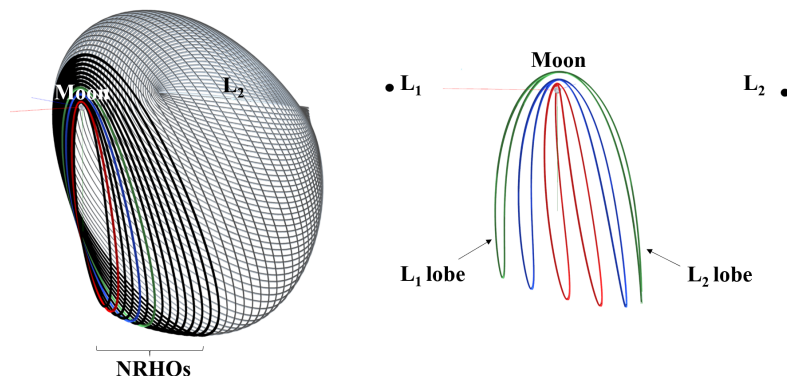 Moon
L₂
NRHOs
L₁
Moon
L₂
L₁ lobe
L₂ lobe